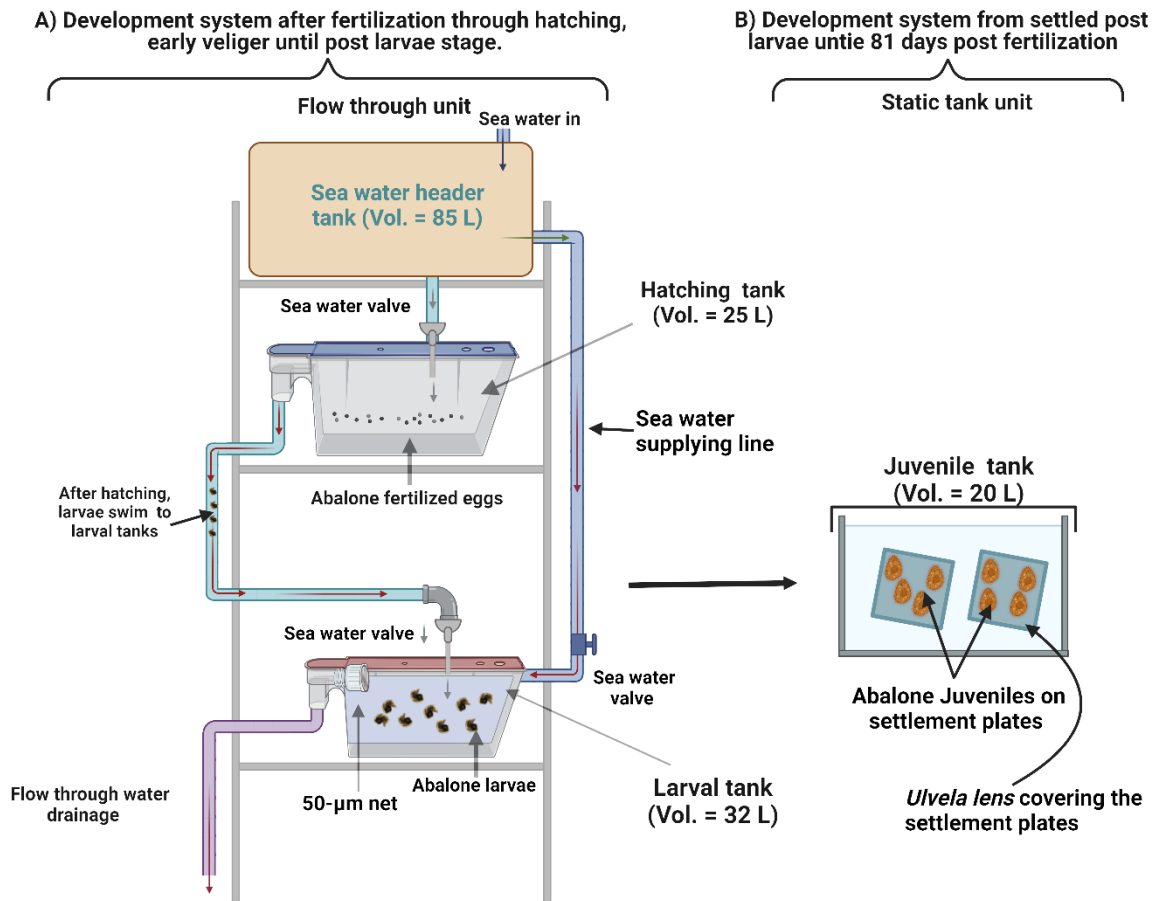 A) Development system after fertilization through hatching,
early veliger until post larvae stage.
B) Development system from settled post
larvae untie 81 days post fertilization
Flow through unit
Static tank unit
Sea water in
Sea water header
tank (Vol. = 85 L)
Sea water valve
Hatching tank
(Vol. = 25 L)
Sea water
supplying line
Abalone fertilized eggs
After hatching,
larvae swim to
larval tanks
Juvenile tank
(Vol. = 20 L)
Sea water valve
Sea water
valve
Abalone Juveniles on
settlement plates
Abalone larvae
50-μm net
Larval tank
(Vol. = 32 L)
Flow through water
drainage
Ulvela lens covering the
settlement plates